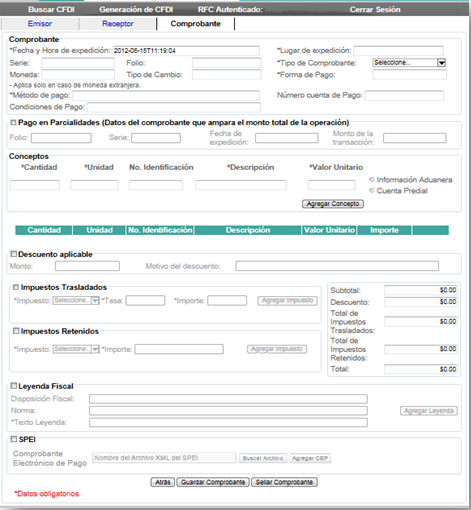 Buscar CFDI Generación de CFDI RFC Autenticado: Cerrar Sesión
Emisor Receptor Comprobante
Comprobante
*Fecha y Hora de expedición: 2012-08-15T11:19:04 *Lugar de expedición:
Serie: Folio: *Tipo de Comprobante: Seleccione...
Moneda: Tipo de Cambio: *Forma de Pago:
- Aplica solo en caso de moneda extranjera.
*Método de pago: Número cuenta de Pago:
Condiciones de Pago:
Pago en Parcialidades (Datos del comprobante que ampara el monto total de la operación)
Folio: Serie: Fecha de expedición: Monto de la transacción:
Conceptos
*Cantidad *Unidad No. Identificación *Descripción *Valor Unitario
Información Aduanera
Cuenta Predial
Agregar Concepto
Cantidad Unidad No. Identificación Descripción Valor Unitario Importe
Descuento aplicable
Monto: Motivo del descuento:
Impuestos Trasladados
*Impuesto: Seleccione... *Tasa: *Importe: Agregar Impuesto
Impuestos Retenidos
*Impuesto: Seleccione... *Importe: Agregar Impuesto
Subtotal: $0.00
Descuento: $0.00
Total de Impuestos Trasladados: $0.00
Total de Impuestos Retenidos: $0.00
Total: $0.00
Leyenda Fiscal
Disposición Fiscal:
Norma: Agregar Leyenda
*Texto Leyenda:
SPEI
Comprobante Electrónico de Pago Nombre del Archivo XML del SPEI Buscar Archivo Agregar CEP
Atrás Guardar Comprobante Sellar Comprobante
*Datos obligatorios.